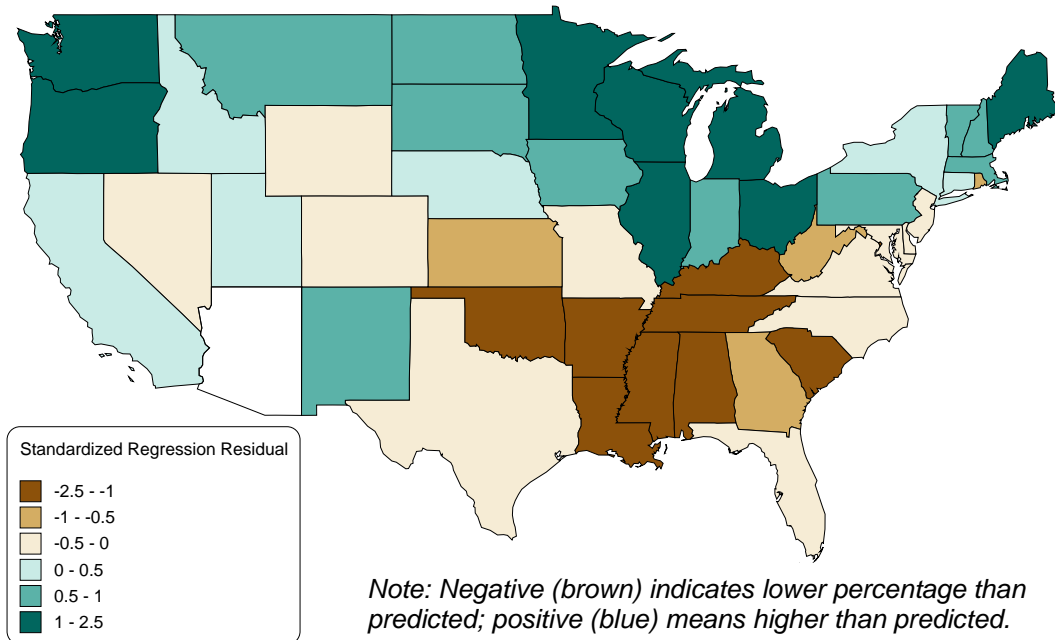 Standardized Regression Residual
-2.5 - -1
-1 - -0.5
-0.5 - 0
0 - 0.5
0.5 - 1
1 - 2.5
Note: Negative (brown) indicates lower percentage than
predicted; positive (blue) means higher than predicted.